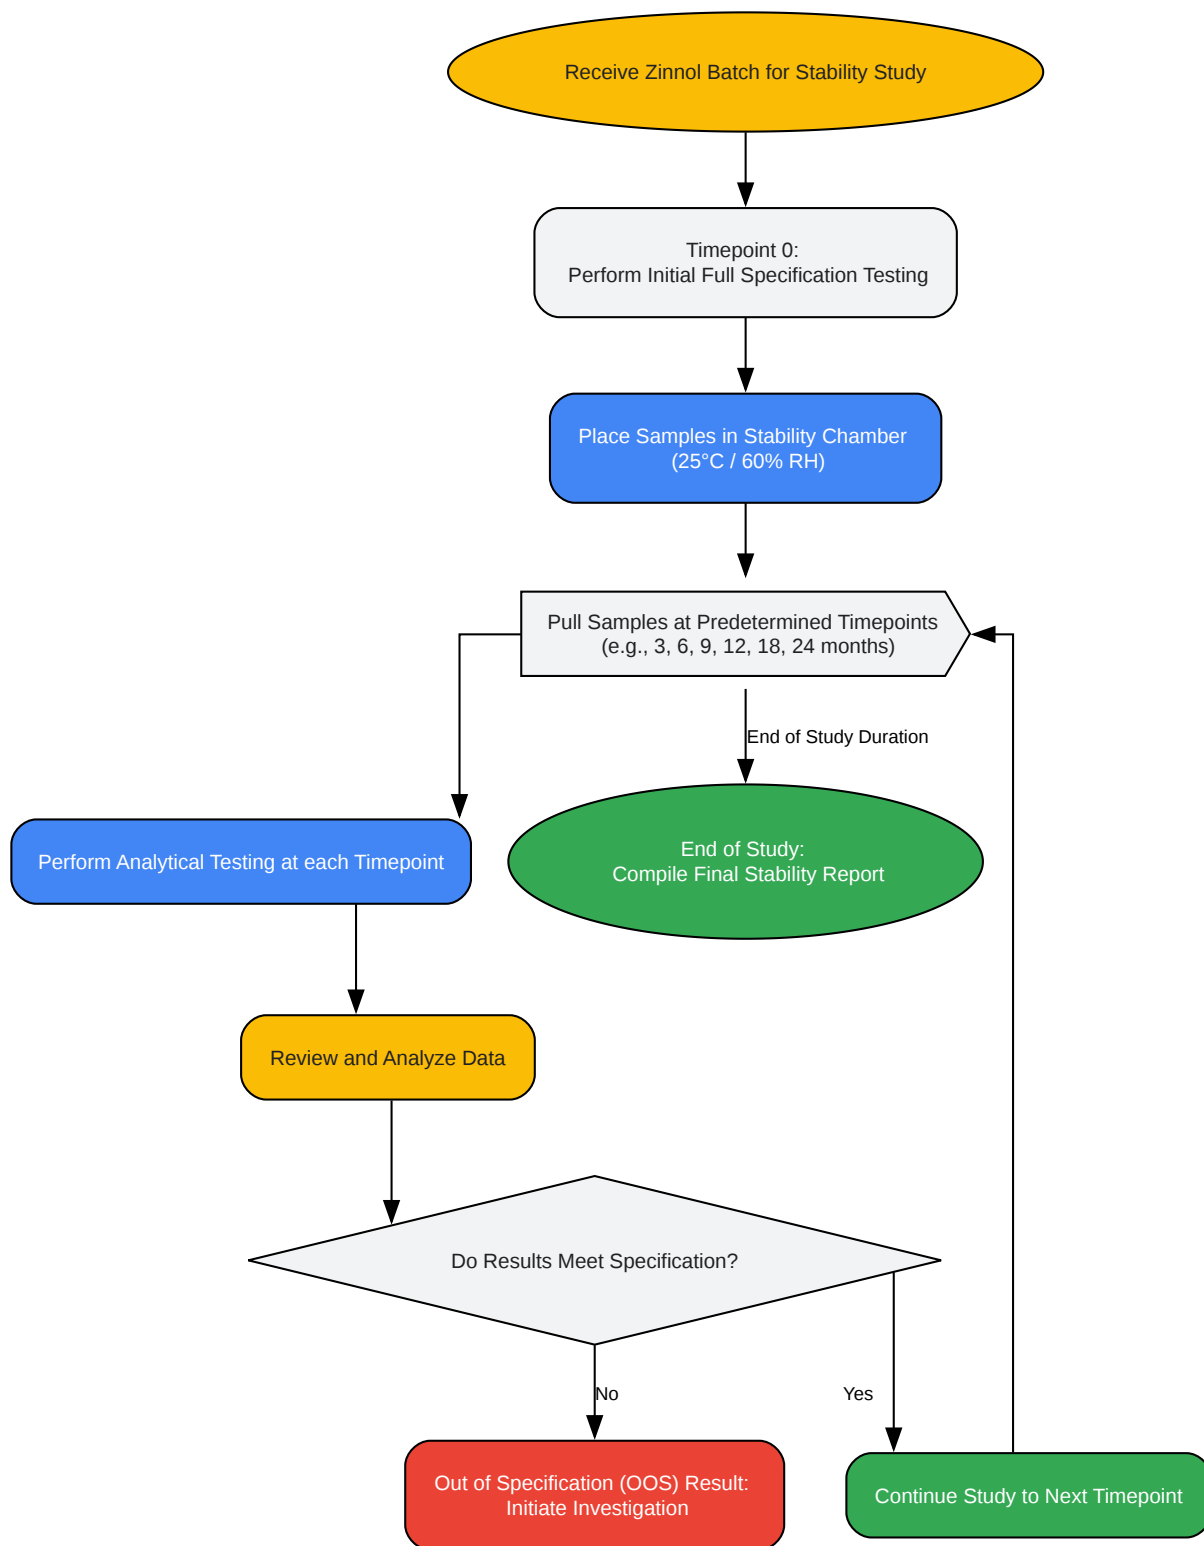 Receive Zinnol Batch for Stability Study
Timepoint 0:
Perform Initial Full Specification Testing
Place Samples in Stability Chamber
(25°C / 60% RH)
Pull Samples at Predetermined Timepoints
(e.g., 3, 6, 9, 12, 18, 24 months)
End of Study Duration
Perform Analytical Testing at each Timepoint
End of Study:
Compile Final Stability Report
Review and Analyze Data
Do Results Meet Specification?
No
Yes
Out of Specification (OOS) Result:
Initiate Investigation
Continue Study to Next Timepoint